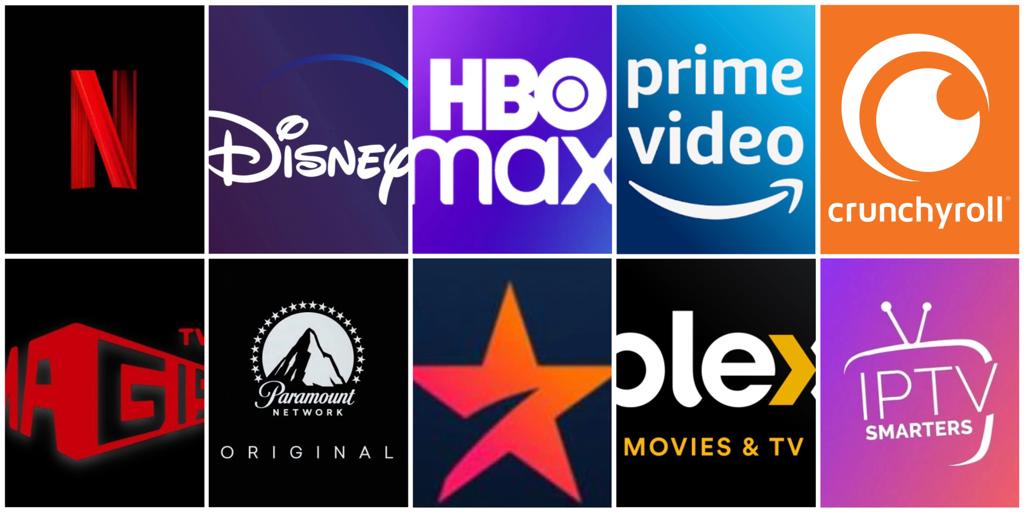 N
DISNEY
HBO
max
prime
video
crunchyroll®
MAGIS
TV
Paramount
NETWORK
ORIGINAL
plex
MOVIES & TV
IPTV
SMARTERS